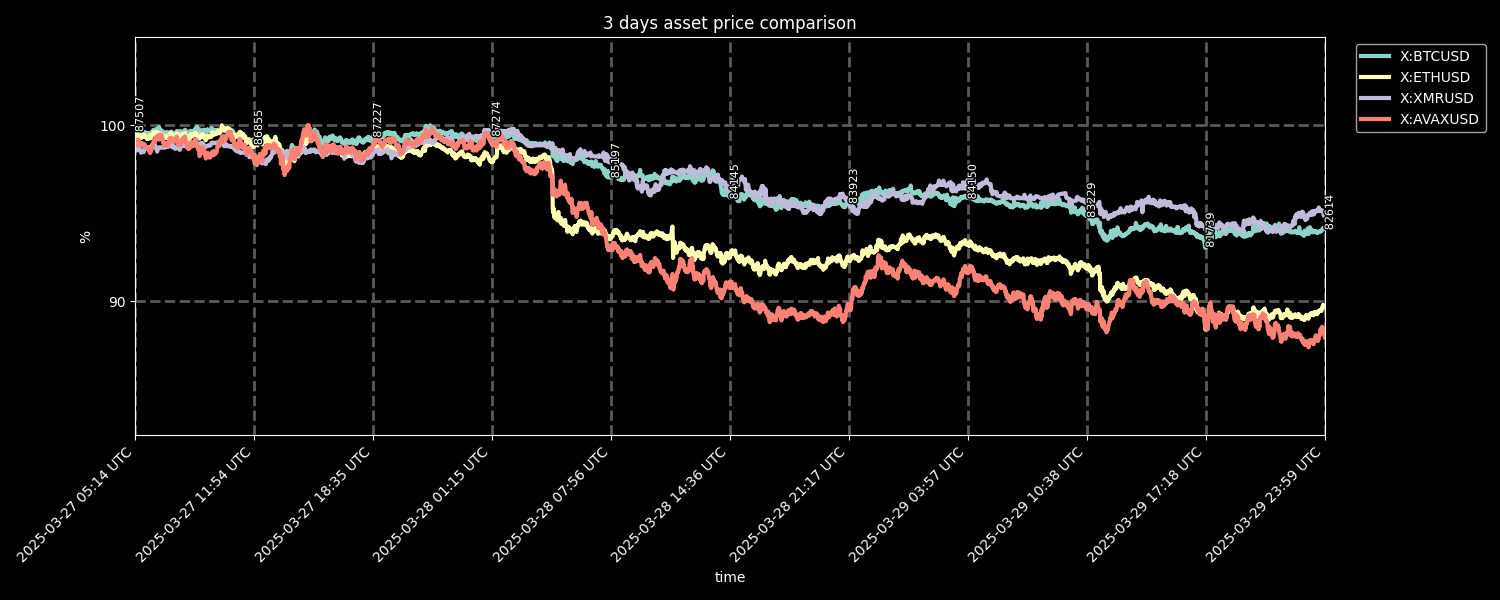 3 days asset price comparison
X:BTCUSD
X:ETHUSD
X:XMRUSD
X:AVAXUSD
100
90
%
87507
86855
87227
87274
85197
84145
83923
84150
83229
81739
82614
2025-03-27 05:14 UTC
2025-03-27 11:54 UTC
2025-03-27 18:35 UTC
2025-03-28 01:15 UTC
2025-03-28 07:56 UTC
2025-03-28 14:36 UTC
2025-03-28 21:17 UTC
2025-03-29 03:57 UTC
2025-03-29 10:38 UTC
2025-03-29 17:18 UTC
2025-03-29 23:59 UTC
time